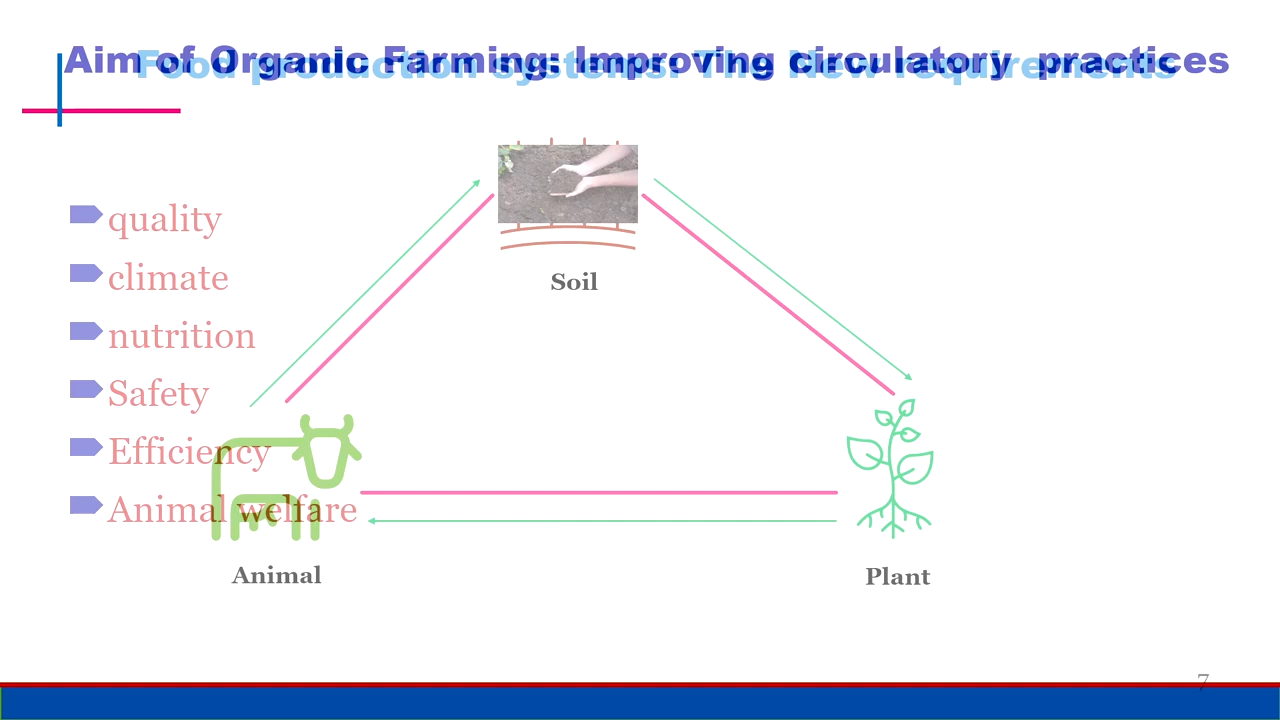 Aim of Organic Farming: Improving circulatory practices
Food production systems: The New requirements
quality
climate
nutrition
Safety
Efficiency
Animal welfare
Soil
Animal
Plant
7